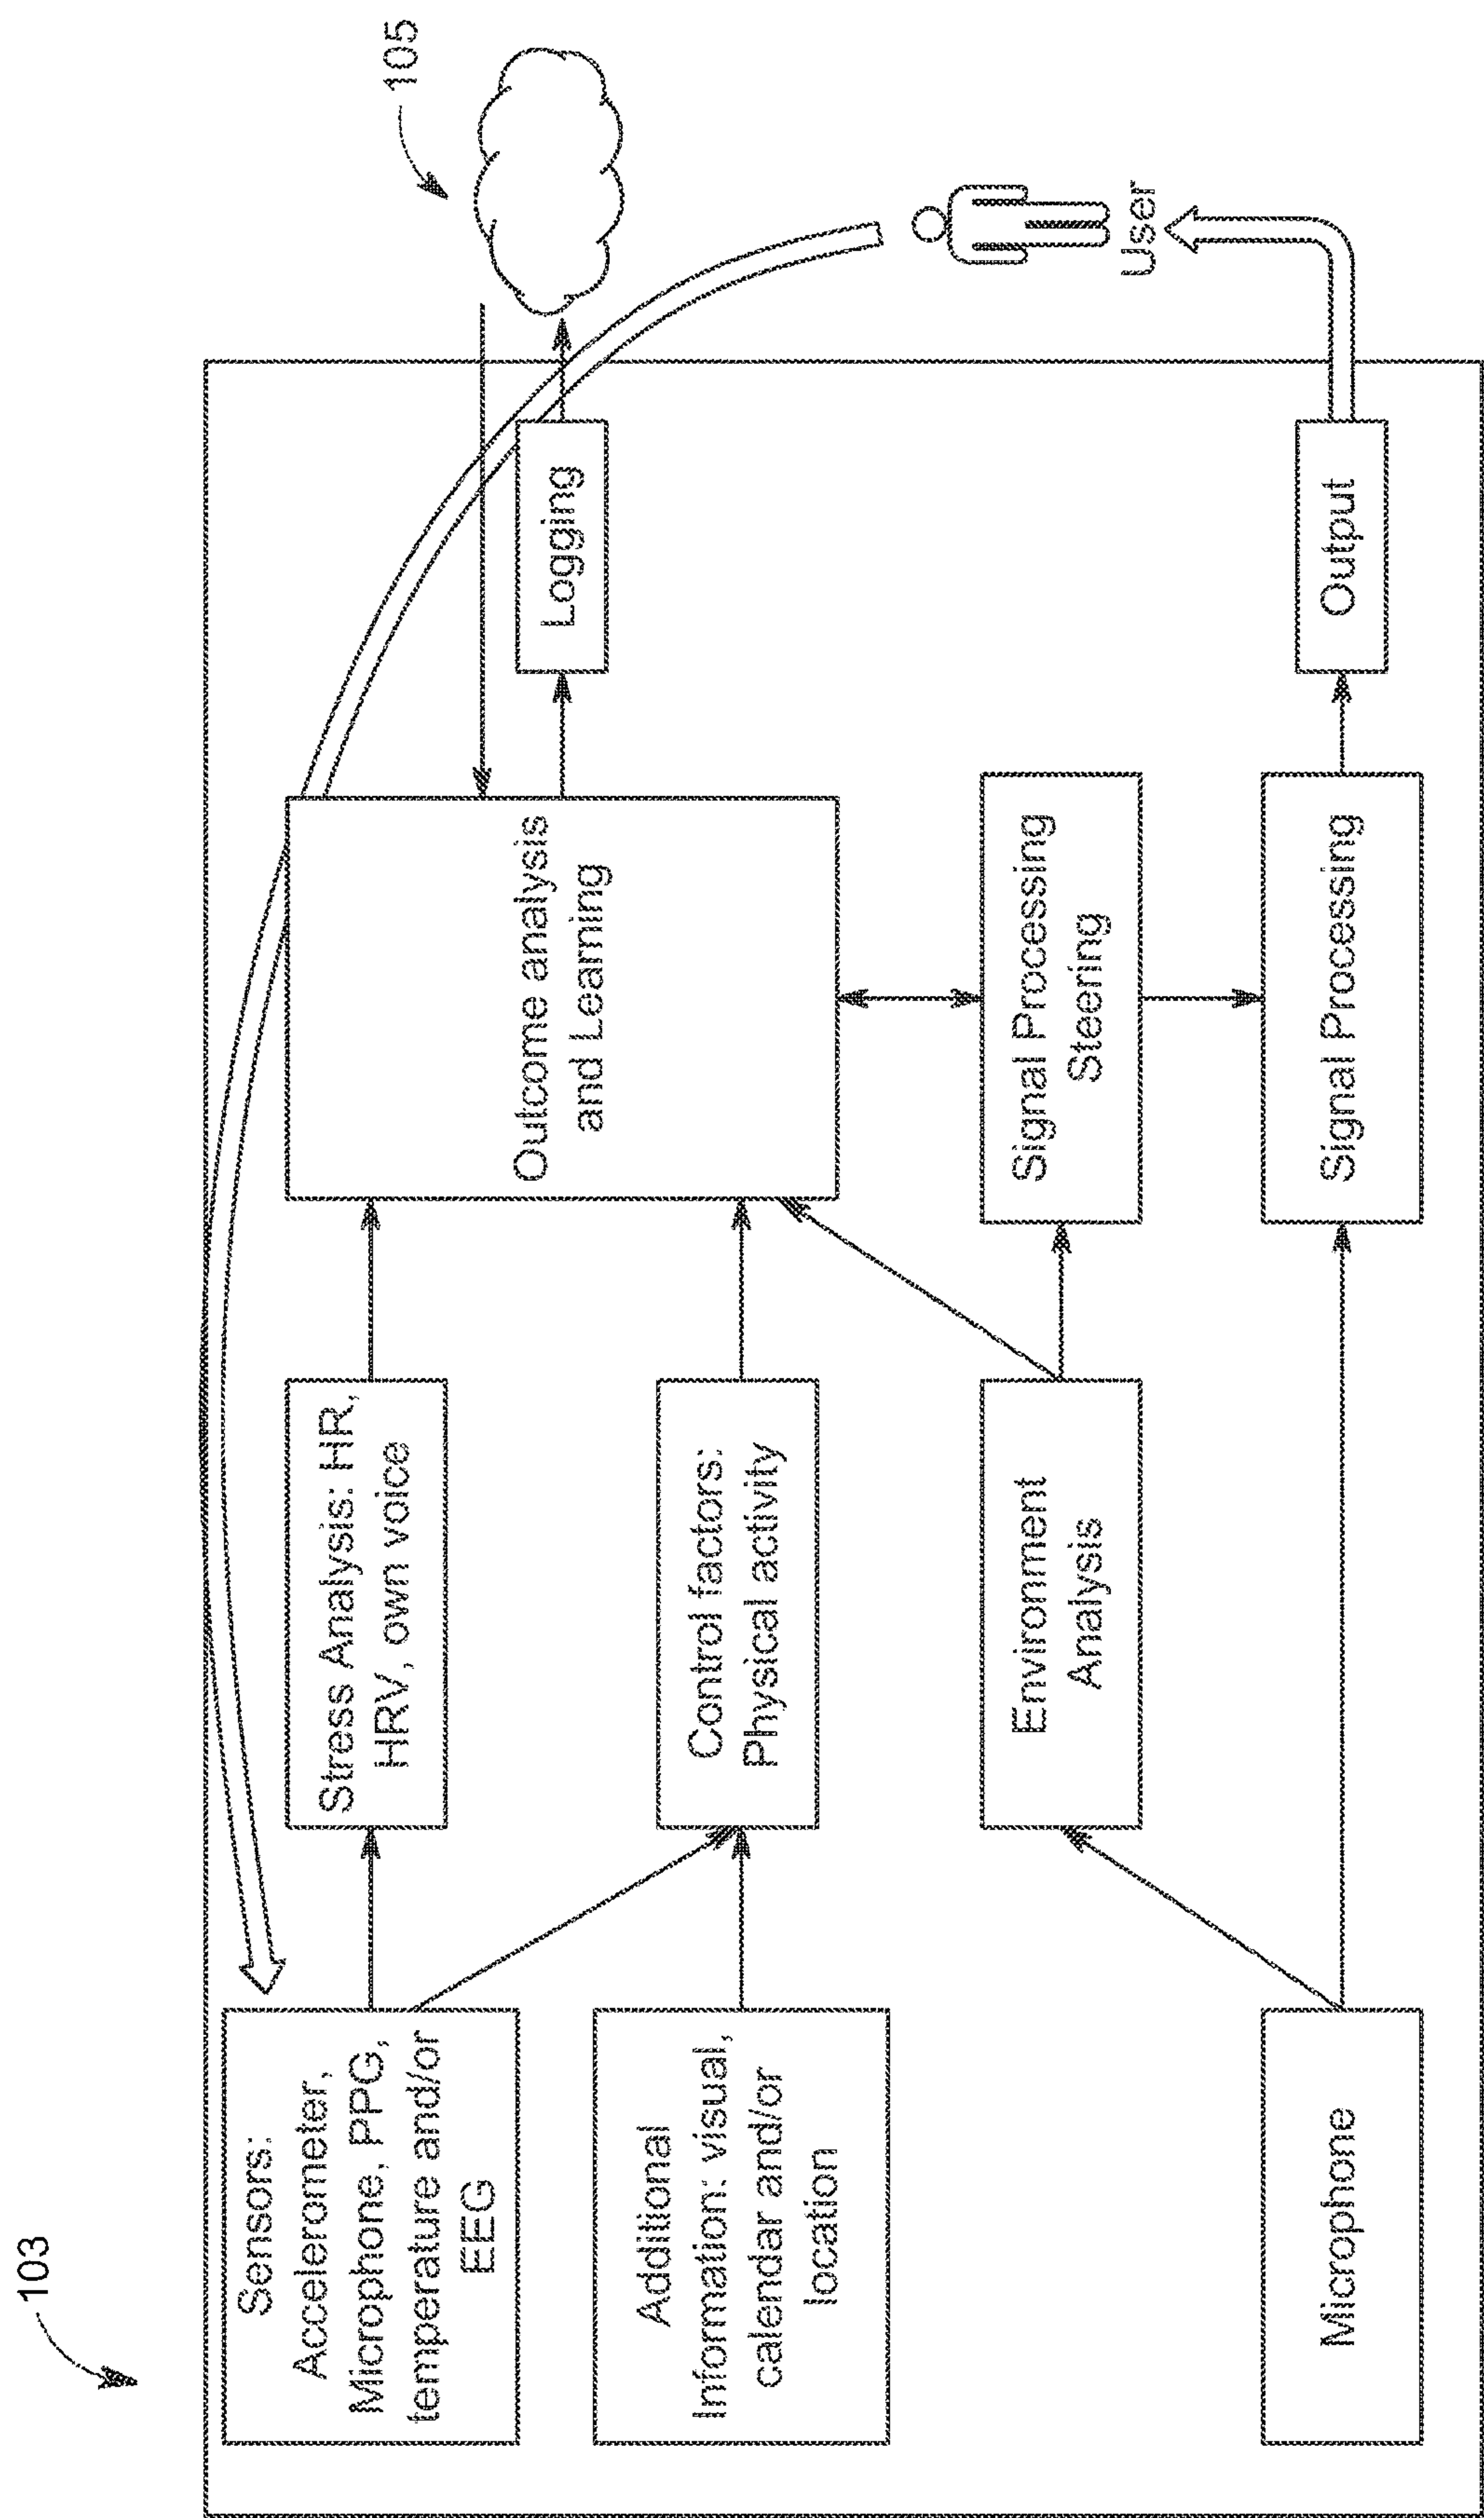 103
105
Sensors:
Accelerometer,
Microphone, PPG,
temperature and/or
EEG
Stress Analysis: HR,
HRV, own voice
Outcome analysis
and Learning
Logging
Additional
Information: visual,
calendar and/or
location
Control factors:
Physical activity
Environment
Analysis
Signal Processing
Steering
User
Microphone
Signal Processing
Output